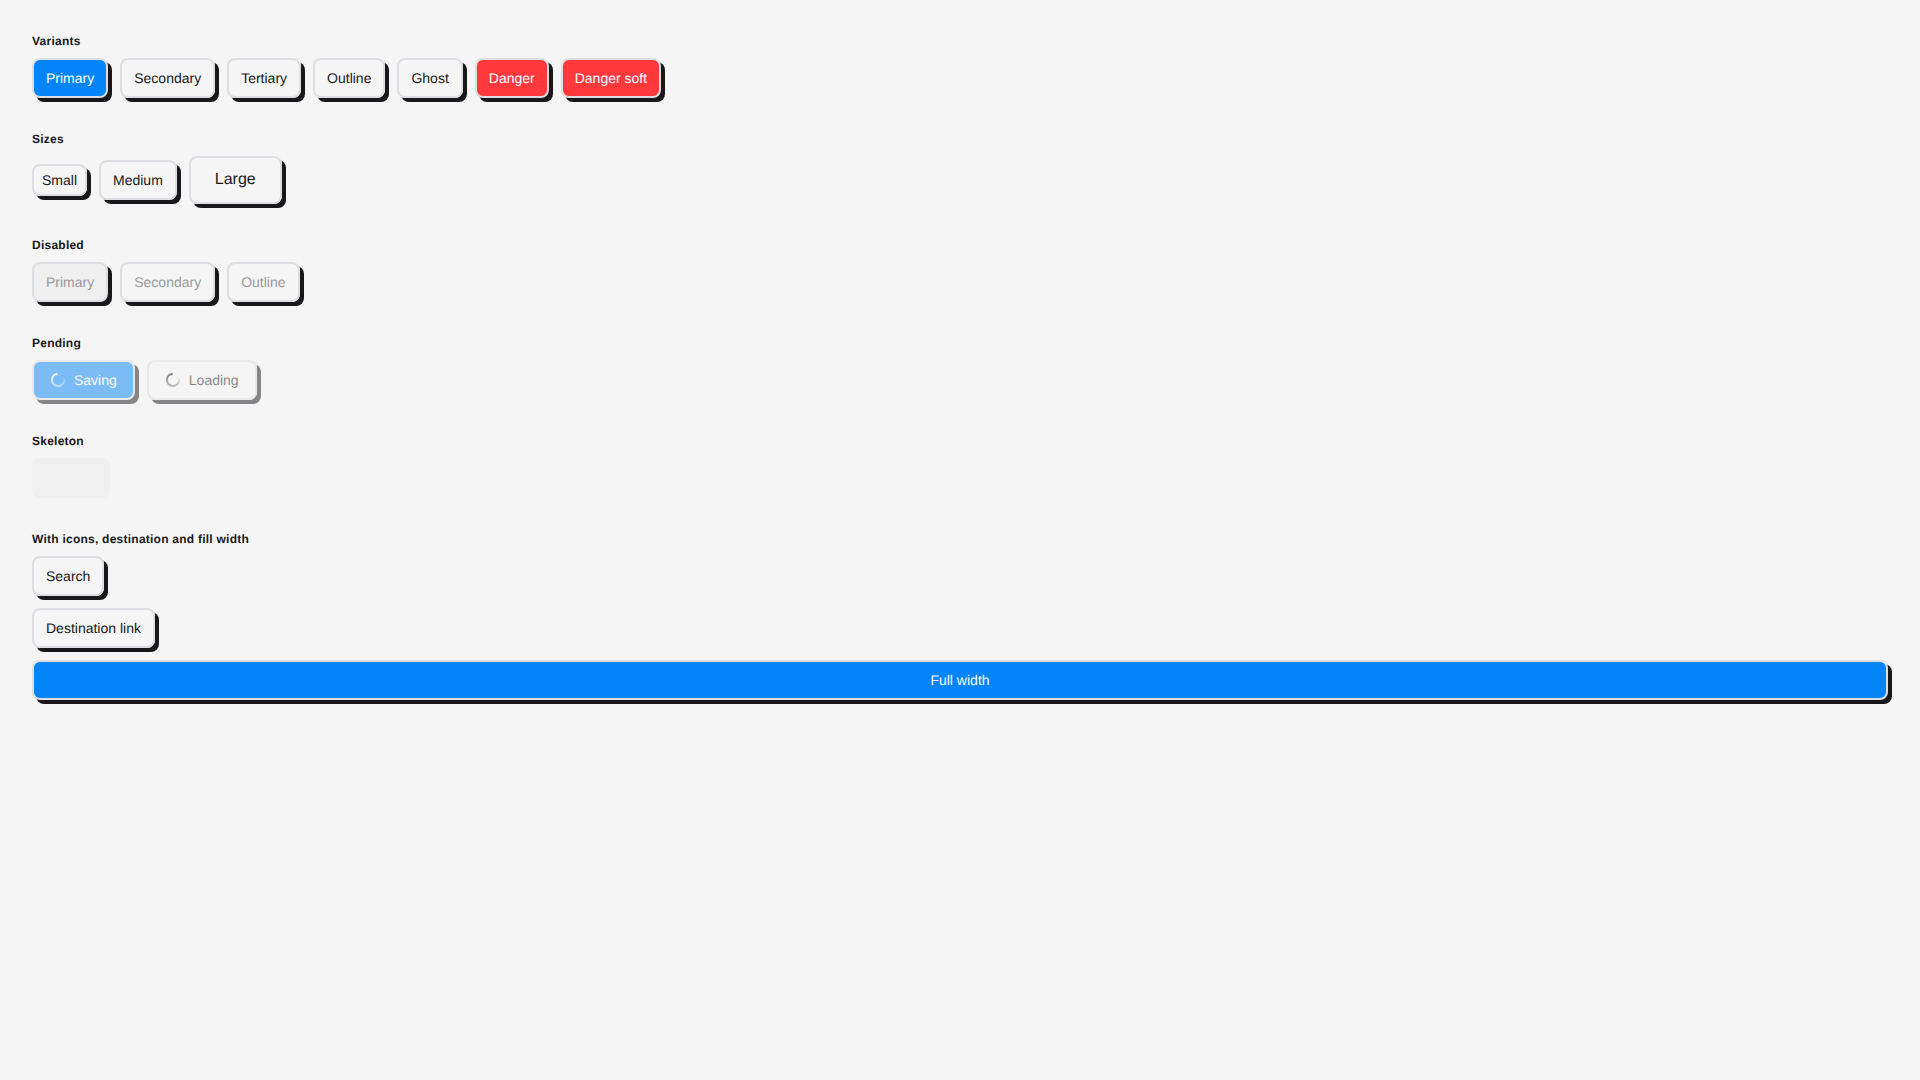 Variants
Primary Secondary Tertiary Outline Ghost Danger Danger soft
Sizes
Small Medium Large
Disabled
Primary Secondary Outline
Pending
Saving Loading
Skeleton
With icons, destination and fill width
Search
Destination link
Full width